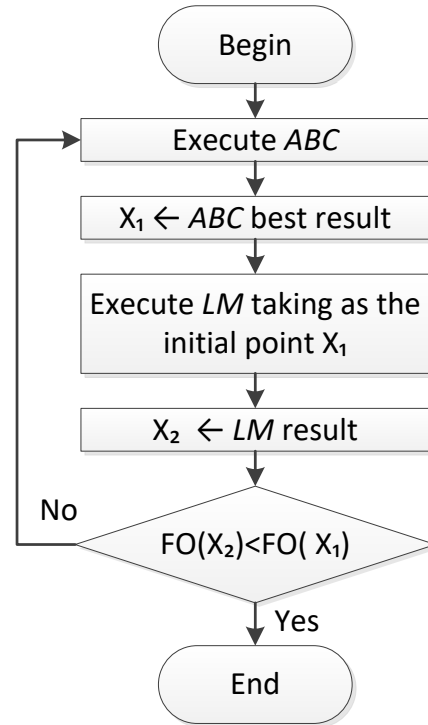 Begin
Execute ABC
X₁ ← ABC best result
Execute LM taking as the
initial point X₁
X₂ ← LM result
No
FO(X₂)<FO( X₁)
Yes
End